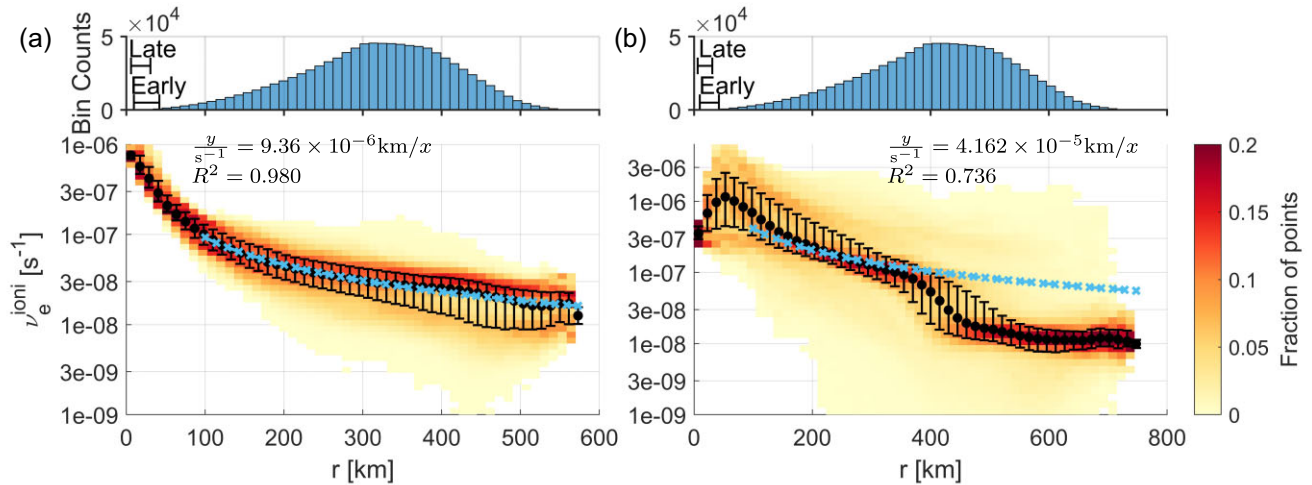 (a)
×10^4
5
0
Bin Counts
Late
Early
(b)
×10^4
5
0
Late
Early
y/s^−1 = 9.36 × 10^−6 km/x
R^2 = 0.980
1e-06
3e-07
1e-07
3e-08
1e-08
3e-09
1e-09
ν_e^ioni [s^−1]
0 100 200 300 400 500 600
r [km]
y/s^−1 = 4.162 × 10^−5 km/x
R^2 = 0.736
3e-06
1e-06
3e-07
1e-07
3e-08
1e-08
3e-09
1e-09
0 200 400 600 800
r [km]
0.2
0.15
0.1
0.05
0
Fraction of points